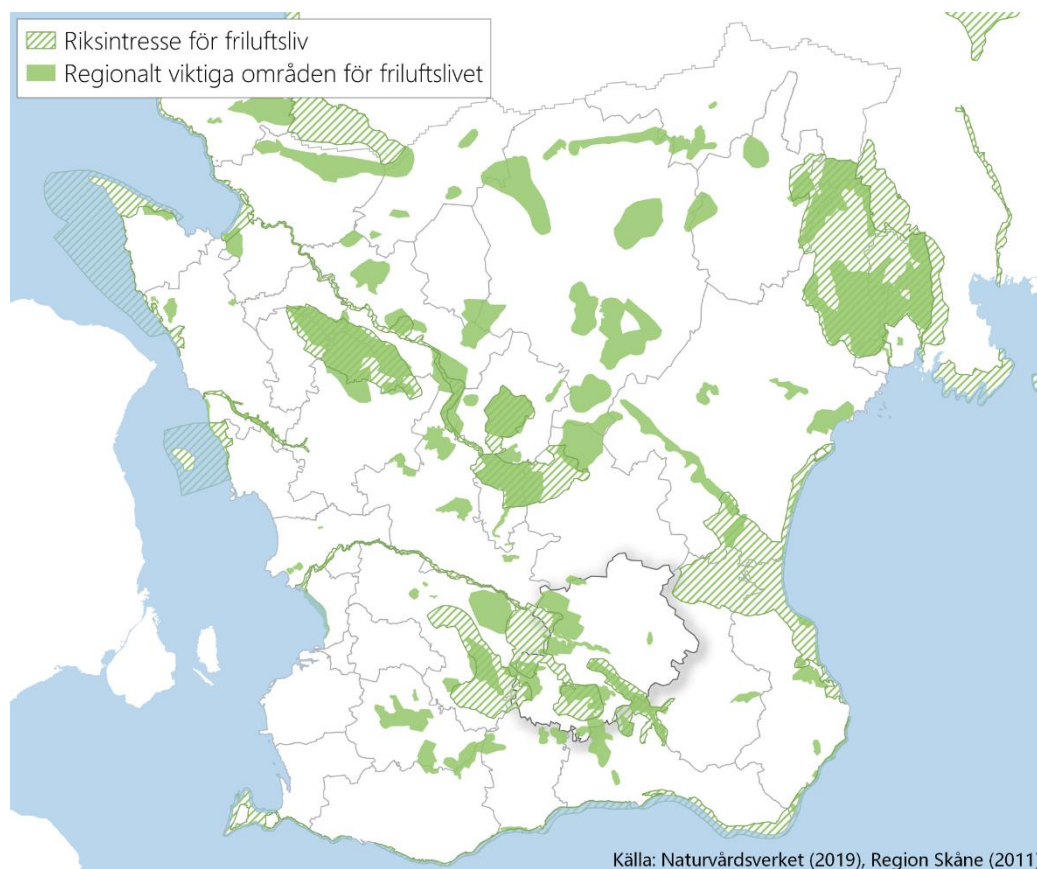 Riksintresse för friluftsliv
Regionalt viktiga områden för friluftslivet
Källa: Naturvårdsverket (2019), Region Skåne (2011)